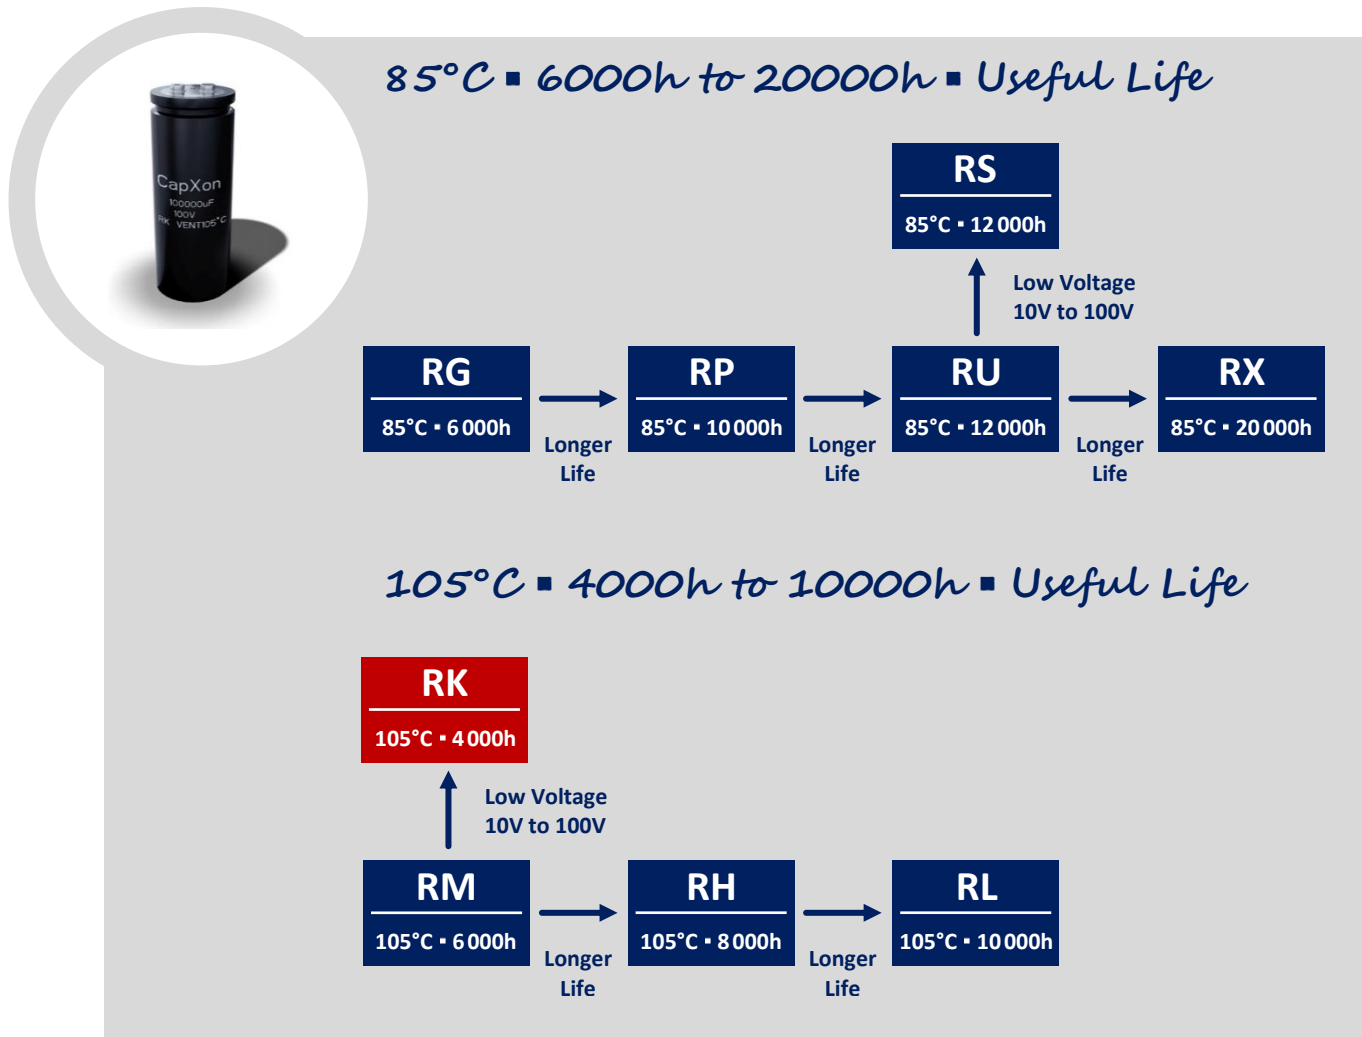 85°C ▪ 6000h to 20000h ▪ Useful Life
CapXon
100000uF
100V
RK VENT105°C
RS
85°C ▪ 12 000h
Low Voltage
10V to 100V
RG
85°C ▪ 6 000h
Longer
Life
RP
85°C ▪ 10 000h
Longer
Life
RU
85°C ▪ 12 000h
Longer
Life
RX
85°C ▪ 20 000h
105°C ▪ 4000h to 10000h ▪ Useful Life
RK
105°C ▪ 4 000h
Low Voltage
10V to 100V
RM
105°C ▪ 6 000h
Longer
Life
RH
105°C ▪ 8 000h
Longer
Life
RL
105°C ▪ 10 000h